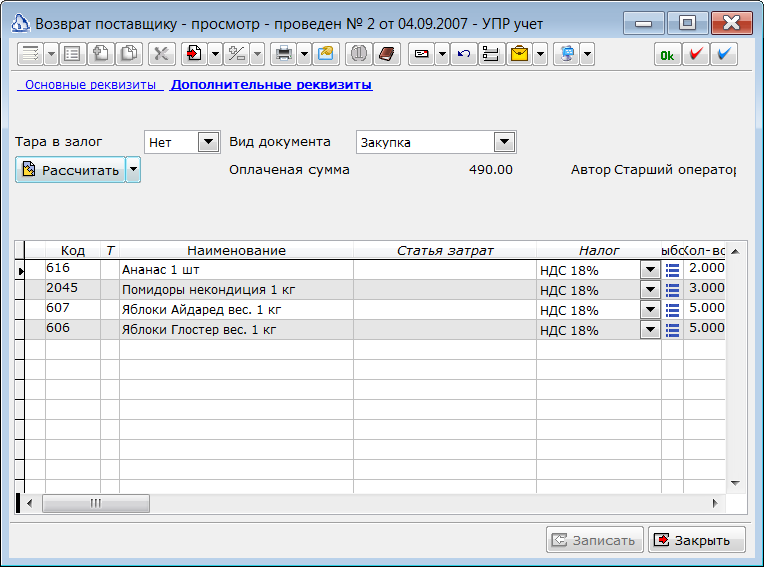 Возврат поставщику - просмотр - проведен № 2 от 04.09.2007 - УПР учет
Ok
Основные реквизиты Дополнительные реквизиты
Тара в залог Нет Вид документа Закупка
Рассчитать Оплаченая сумма 490.00 Автор Старший оператор
Код Т Наименование Статья затрат Налог ыбо Кол-во
616 Ананас 1 шт НДС 18% 2.000
2045 Помидоры некондиция 1 кг НДС 18% 3.000
607 Яблоки Айдаред вес. 1 кг НДС 18% 5.000
606 Яблоки Глостер вес. 1 кг НДС 18% 5.000
Записать Закрыть